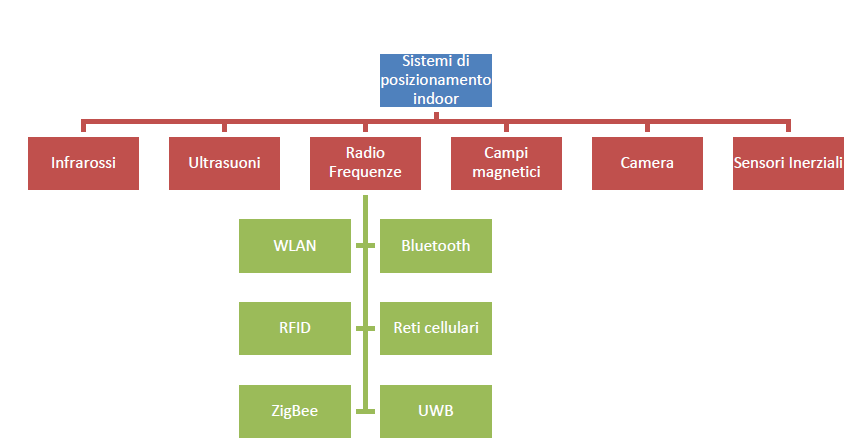 Sistemi di
posizionamento
indoor
Infrarossi
Ultrasuoni
Radio
Frequenze
Campi
magnetici
Camera
Sensori Inerziali
WLAN
Bluetooth
RFID
Reti cellulari
ZigBee
UWB